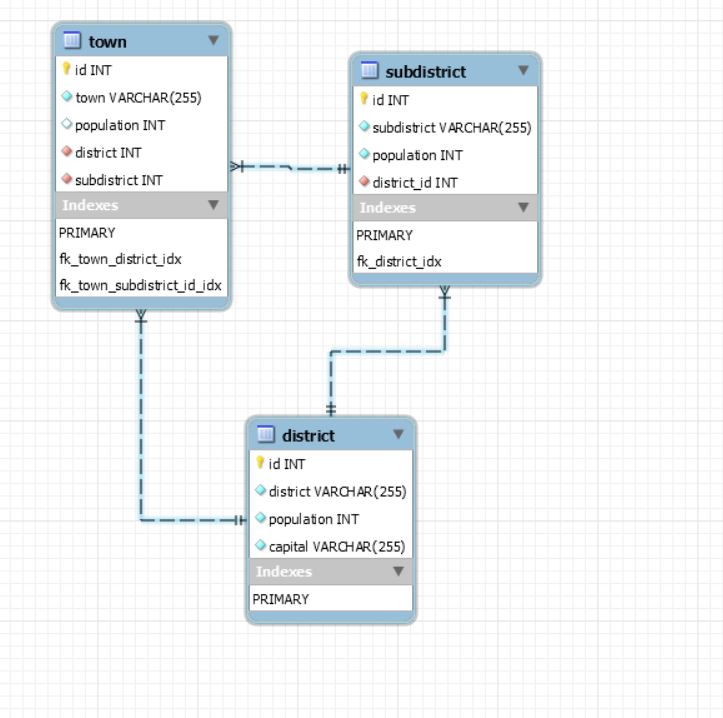 town
id INT
town VARCHAR(255)
population INT
district INT
subdistrict INT
Indexes
PRIMARY
fk_town_district_idx
fk_town_subdistrict_id_idx
subdistrict
id INT
subdistrict VARCHAR(255)
population INT
district_id INT
Indexes
PRIMARY
fk_district_idx
district
id INT
district VARCHAR(255)
population INT
capital VARCHAR(255)
Indexes
PRIMARY